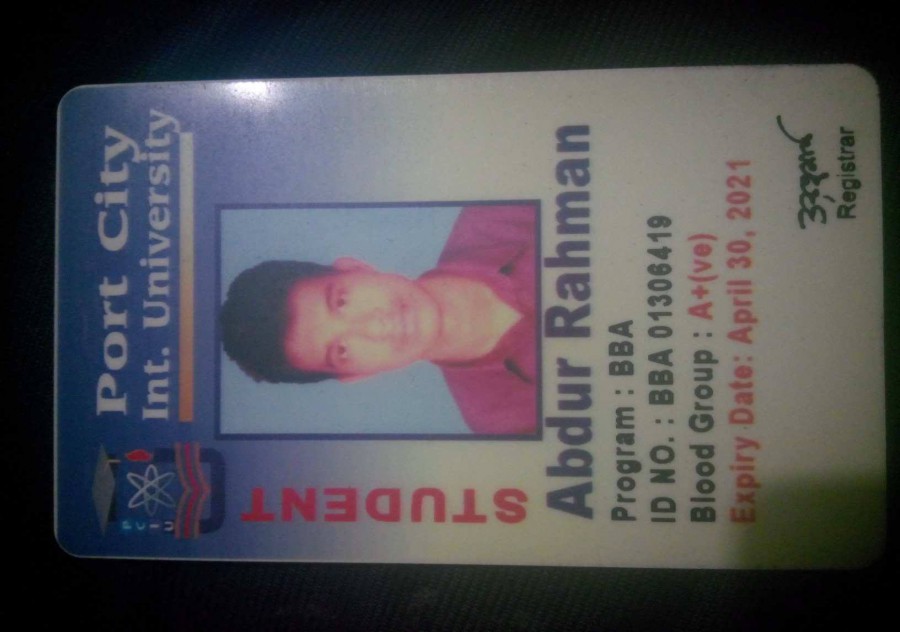 Port City
Int. University
PCIU
STUDENT
Abdur Rahman
Program : BBA
ID NO. : BBA 01306419
Blood Group : A+(ve)
Expiry Date: April 30, 2021
Registrar